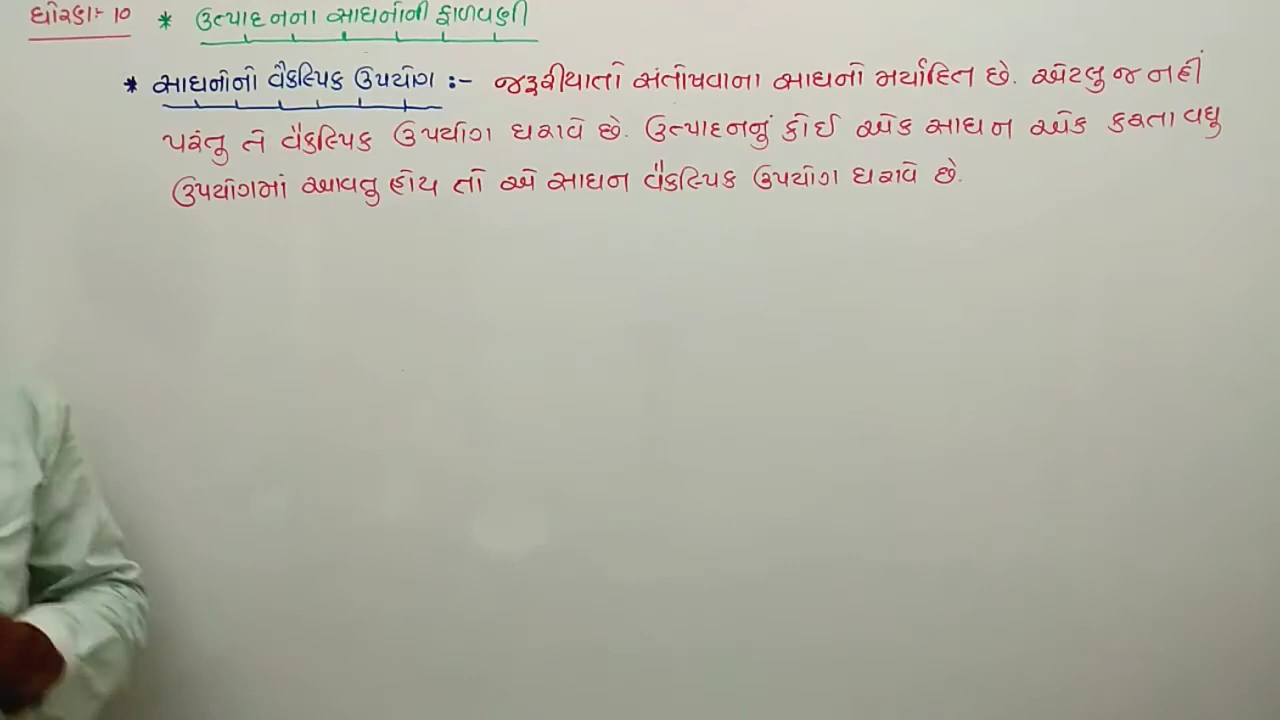 ધોરણઃ- 10 * ઉત્પાદનના સાધનોની ફાળવણી
* સાધનોનો વૈકલ્પિક ઉપયોગ :- જરૂરીયાતો સંતોષવાના સાધનો મર્યાદિત છે. એટલુ જ નહીં
પરંતુ તે વૈકલ્પિક ઉપયોગ ધરાવે છે. ઉત્પાદનનું કોઈ એક સાધન એક કરતા વધુ
ઉપયોગમાં આવતુ હોય તો એ સાધન વૈકલ્પિક ઉપયોગ ધરાવે છે.